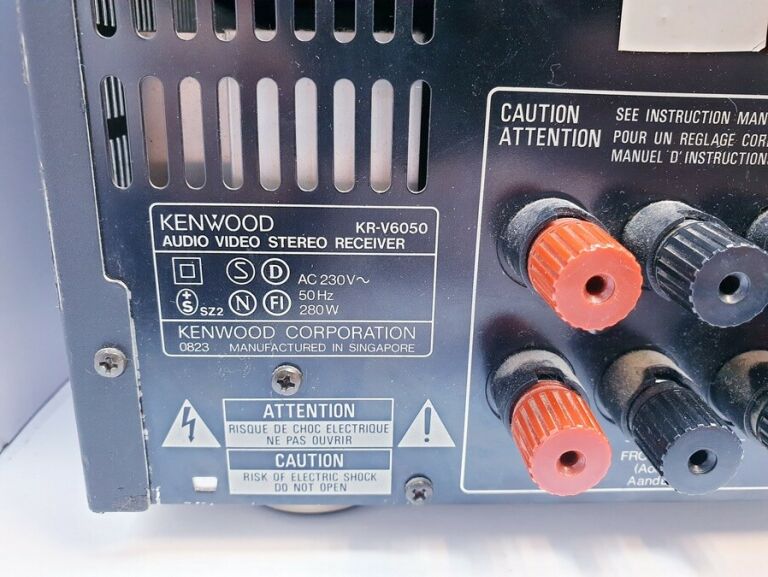 CAUTION
ATTENTION
SEE INSTRUCTION
POUR UN REGLAGE
MANUEL D'INSTRUCTION
KENWOOD KR-V6050
AUDIO VIDEO STEREO RECEIVER
S D AC 230V~
50Hz
+S SZ2 N FI 280W
KENWOOD CORPORATION
0823 MANUFACTURED IN SINGAPORE
ATTENTION
RISQUE DE CHOC ELECTRIQUE
NE PAS OUVRIR
CAUTION
RISK OF ELECTRIC SHOCK
DO NOT OPEN